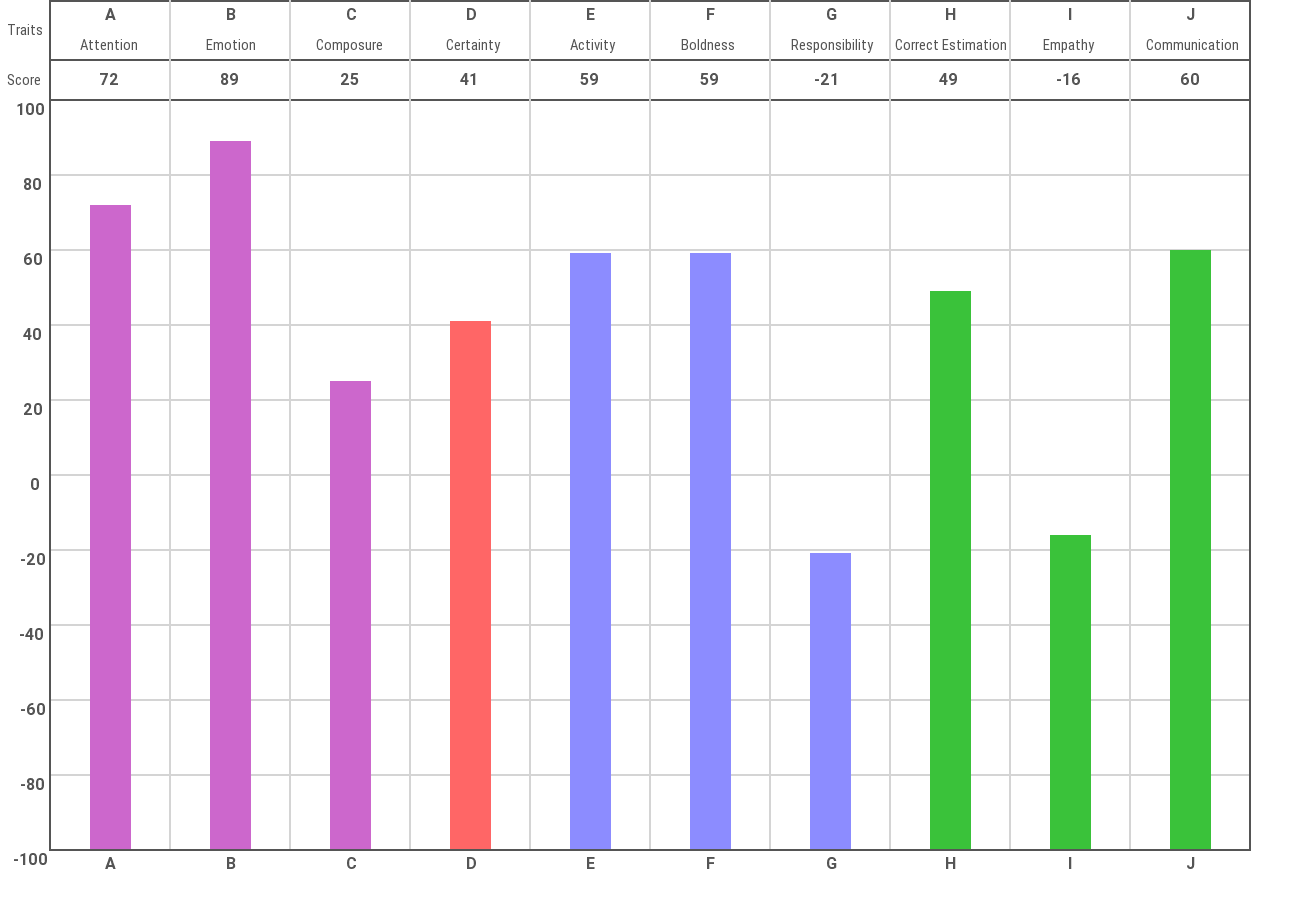 Traits A B C D E F G H I J
Attention Emotion Composure Certainty Activity Boldness Responsibility Correct Estimation Empathy Communication
Score 72 89 25 41 59 59 -21 49 -16 60
100
80
60
40
20
0
-20
-40
-60
-80
-100
A B C D E F G H I J